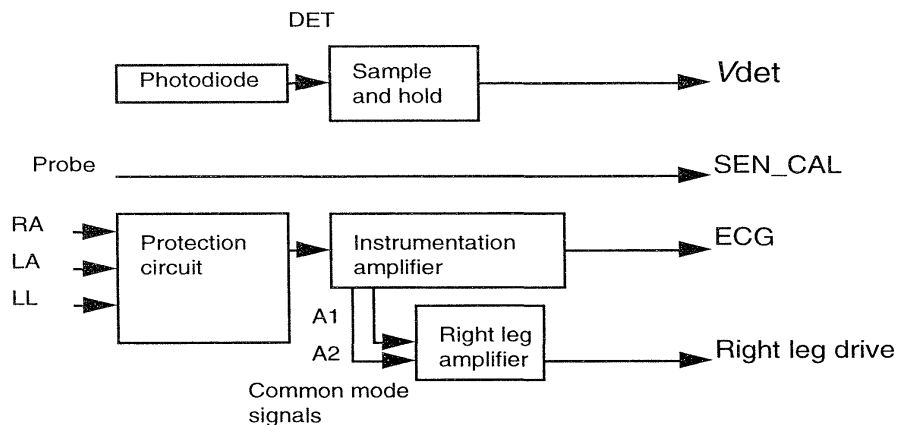 DET
Photodiode
Sample
and hold
Vdet
Probe
SEN_CAL
RA
LA
LL
Protection
circuit
Instrumentation
amplifier
ECG
A1
A2
Right leg
amplifier
Right leg drive
Common mode
signals